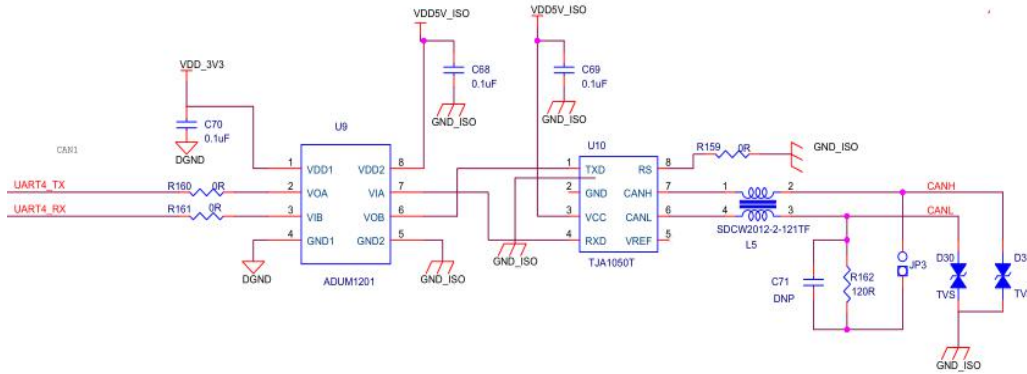 VDD5V_ISO
VDD5V_ISO
VDD_3V3
C68
0.1uF
C69
0.1uF
GND_ISO
GND_ISO
C70
0.1uF
DGND
CAN1
U9
U10
R159
0R
GND_ISO
1
VDD1
VDD2
8
1
TXD
RS
8
UART4_TX
R160
0R
2
VOA
VIA
7
2
GND
CANH
7
1
2
CANH
UART4_RX
R161
0R
3
VIB
VOB
6
3
VCC
CANL
6
4
3
CANL
4
GND1
GND2
5
4
RXD
VREF
5
SDCW2012-2-121TF
L5
DGND
ADUM1201
GND_ISO
GND_ISO
TJA1050T
C71
DNP
R162
120R
JP3
D30
TVS
GND_ISO